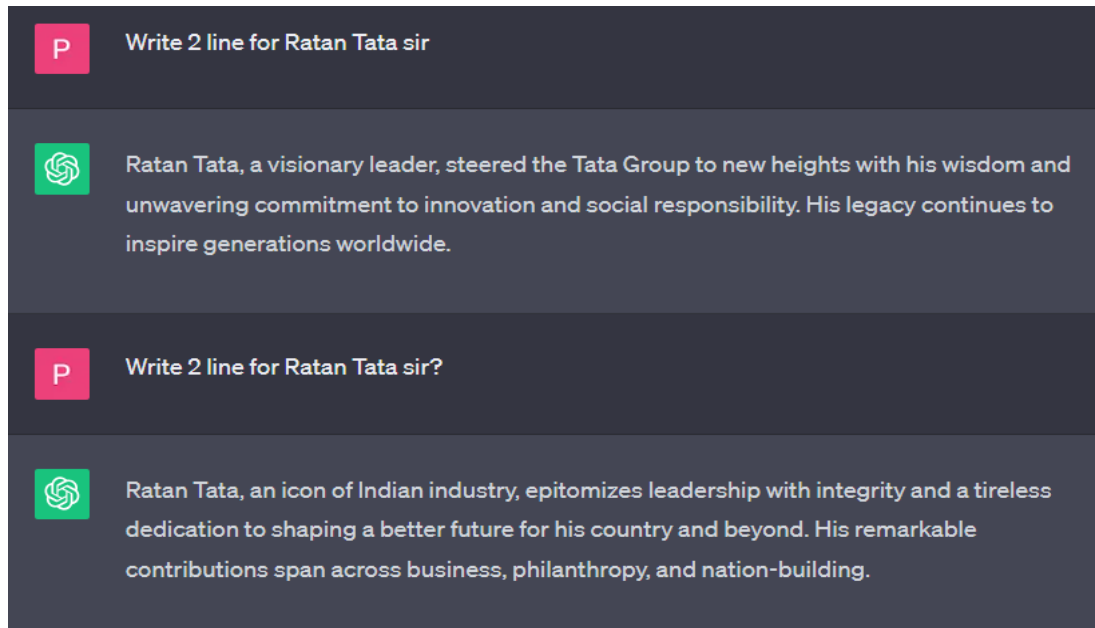 P
Write 2 line for Ratan Tata sir
Ratan Tata, a visionary leader, steered the Tata Group to new heights with his wisdom and
unwavering commitment to innovation and social responsibility. His legacy continues to
inspire generations worldwide.
P
Write 2 line for Ratan Tata sir?
Ratan Tata, an icon of Indian industry, epitomizes leadership with integrity and a tireless
dedication to shaping a better future for his country and beyond. His remarkable
contributions span across business, philanthropy, and nation-building.